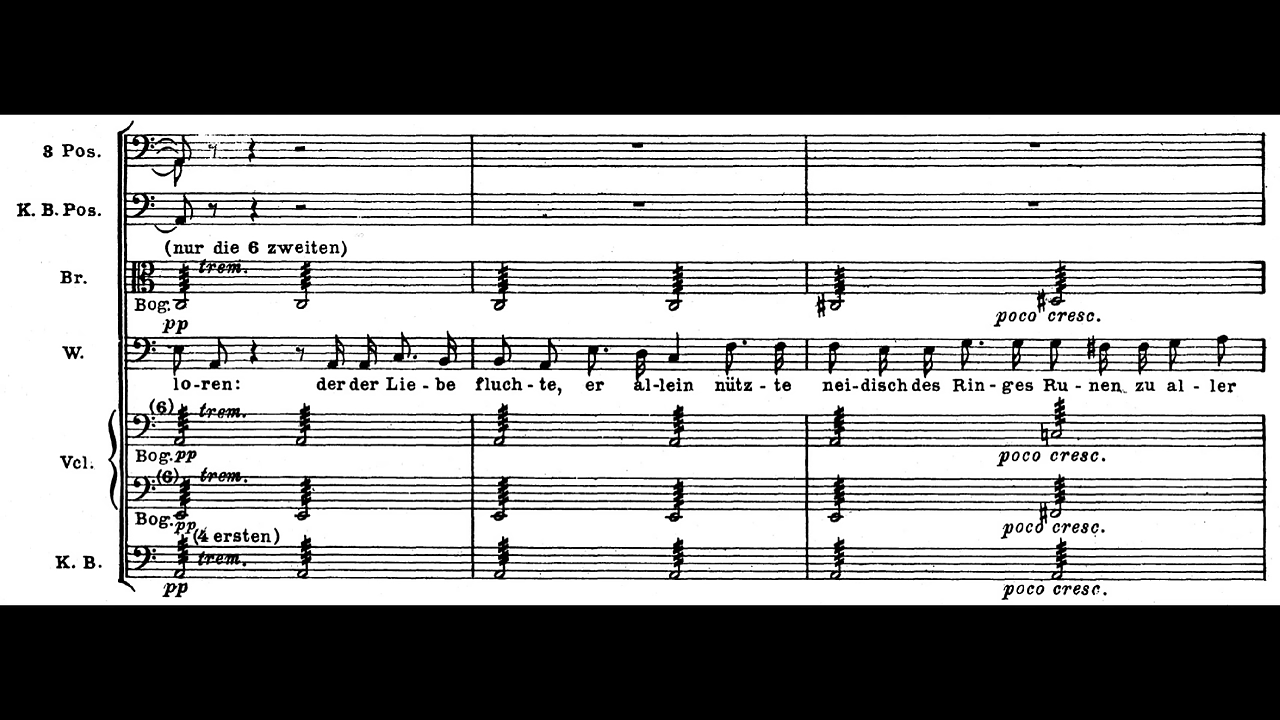 3 Pos.
K. B. Pos.
(nur die 6 zweiten)
Br.
trem.
Bog.
pp
poco cresc.
W.
lo-ren: der der Lie-be fluch-te, er al-lein nütz-te nei-disch des Rin-ges Ru-nen zu al-ler
(6) trem.
Bog. pp
poco cresc.
Vcl.
(6) trem.
Bog. pp
poco cresc.
(4 ersten)
K. B.
trem.
pp
poco cresc.